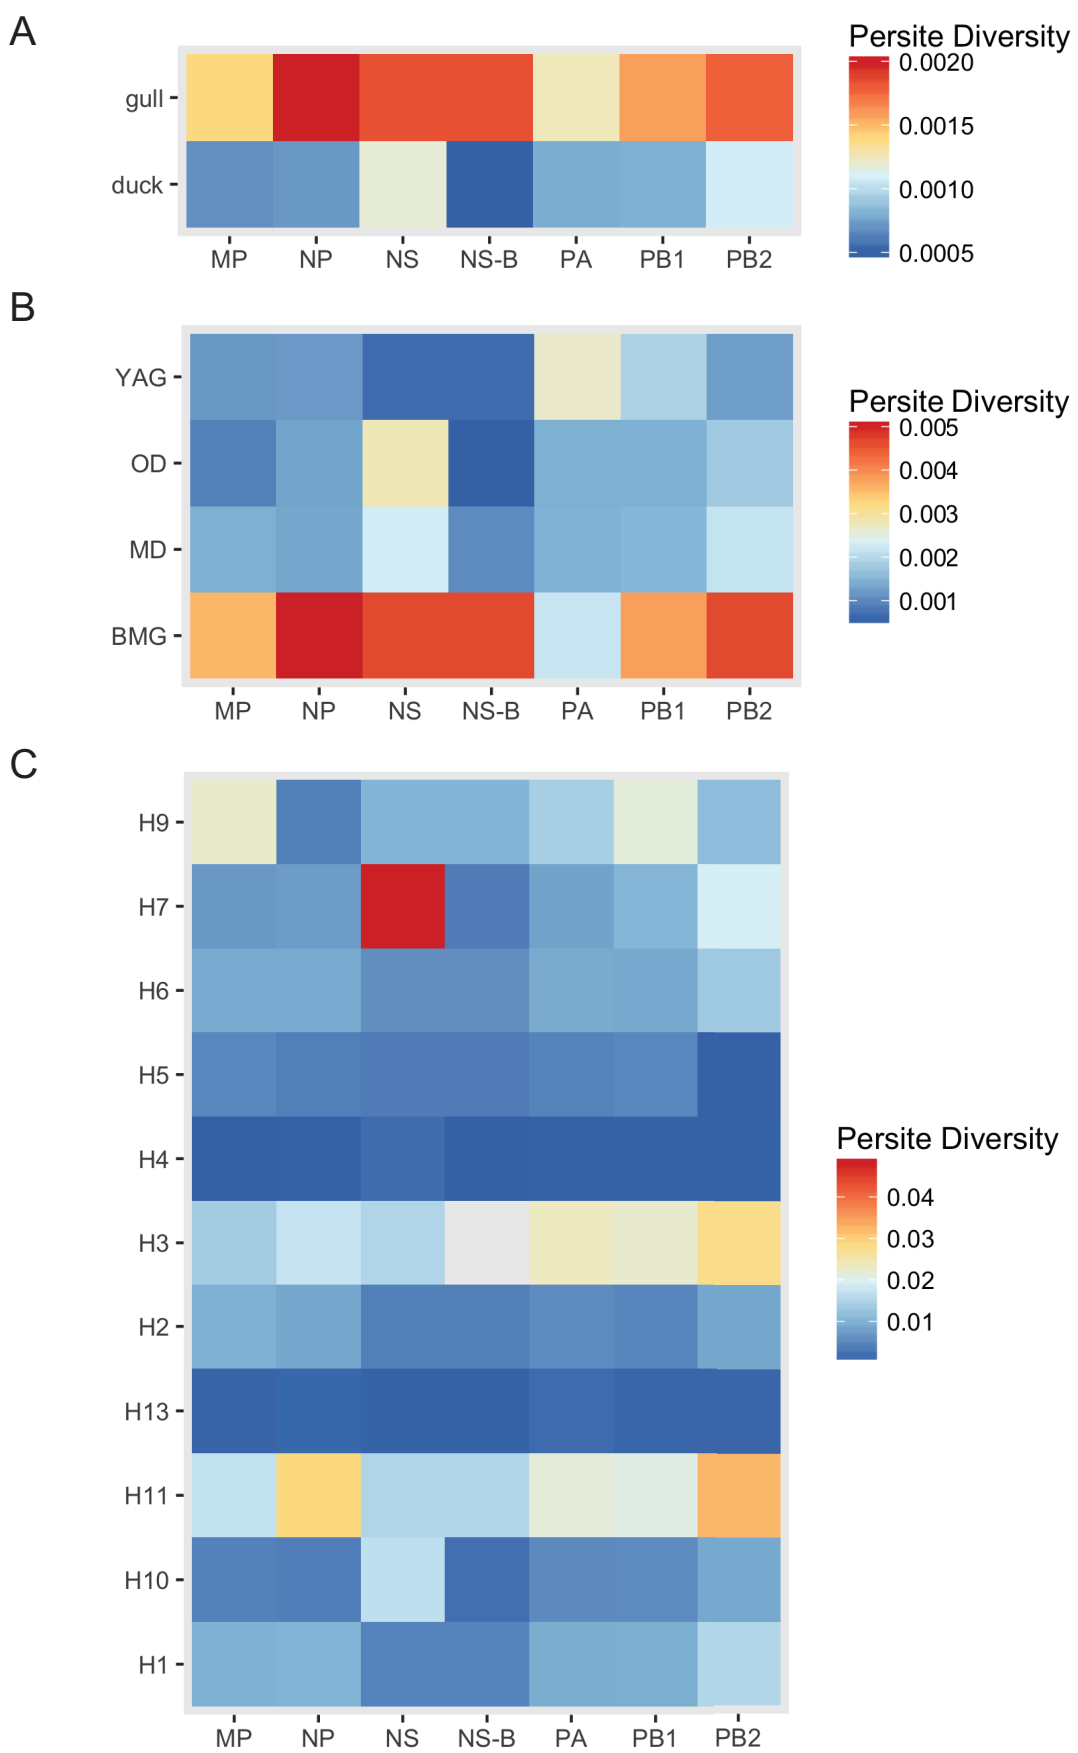 A
Persite Diversity
0.0020
0.0015
0.0010
0.0005
gull
duck
MP NP NS NS-B PA PB1 PB2
B
Persite Diversity
0.005
0.004
0.003
0.002
0.001
YAG
OD
MD
BMG
MP NP NS NS-B PA PB1 PB2
C
Persite Diversity
0.04
0.03
0.02
0.01
H9
H7
H6
H5
H4
H3
H2
H13
H11
H10
H1
MP NP NS NS-B PA PB1 PB2